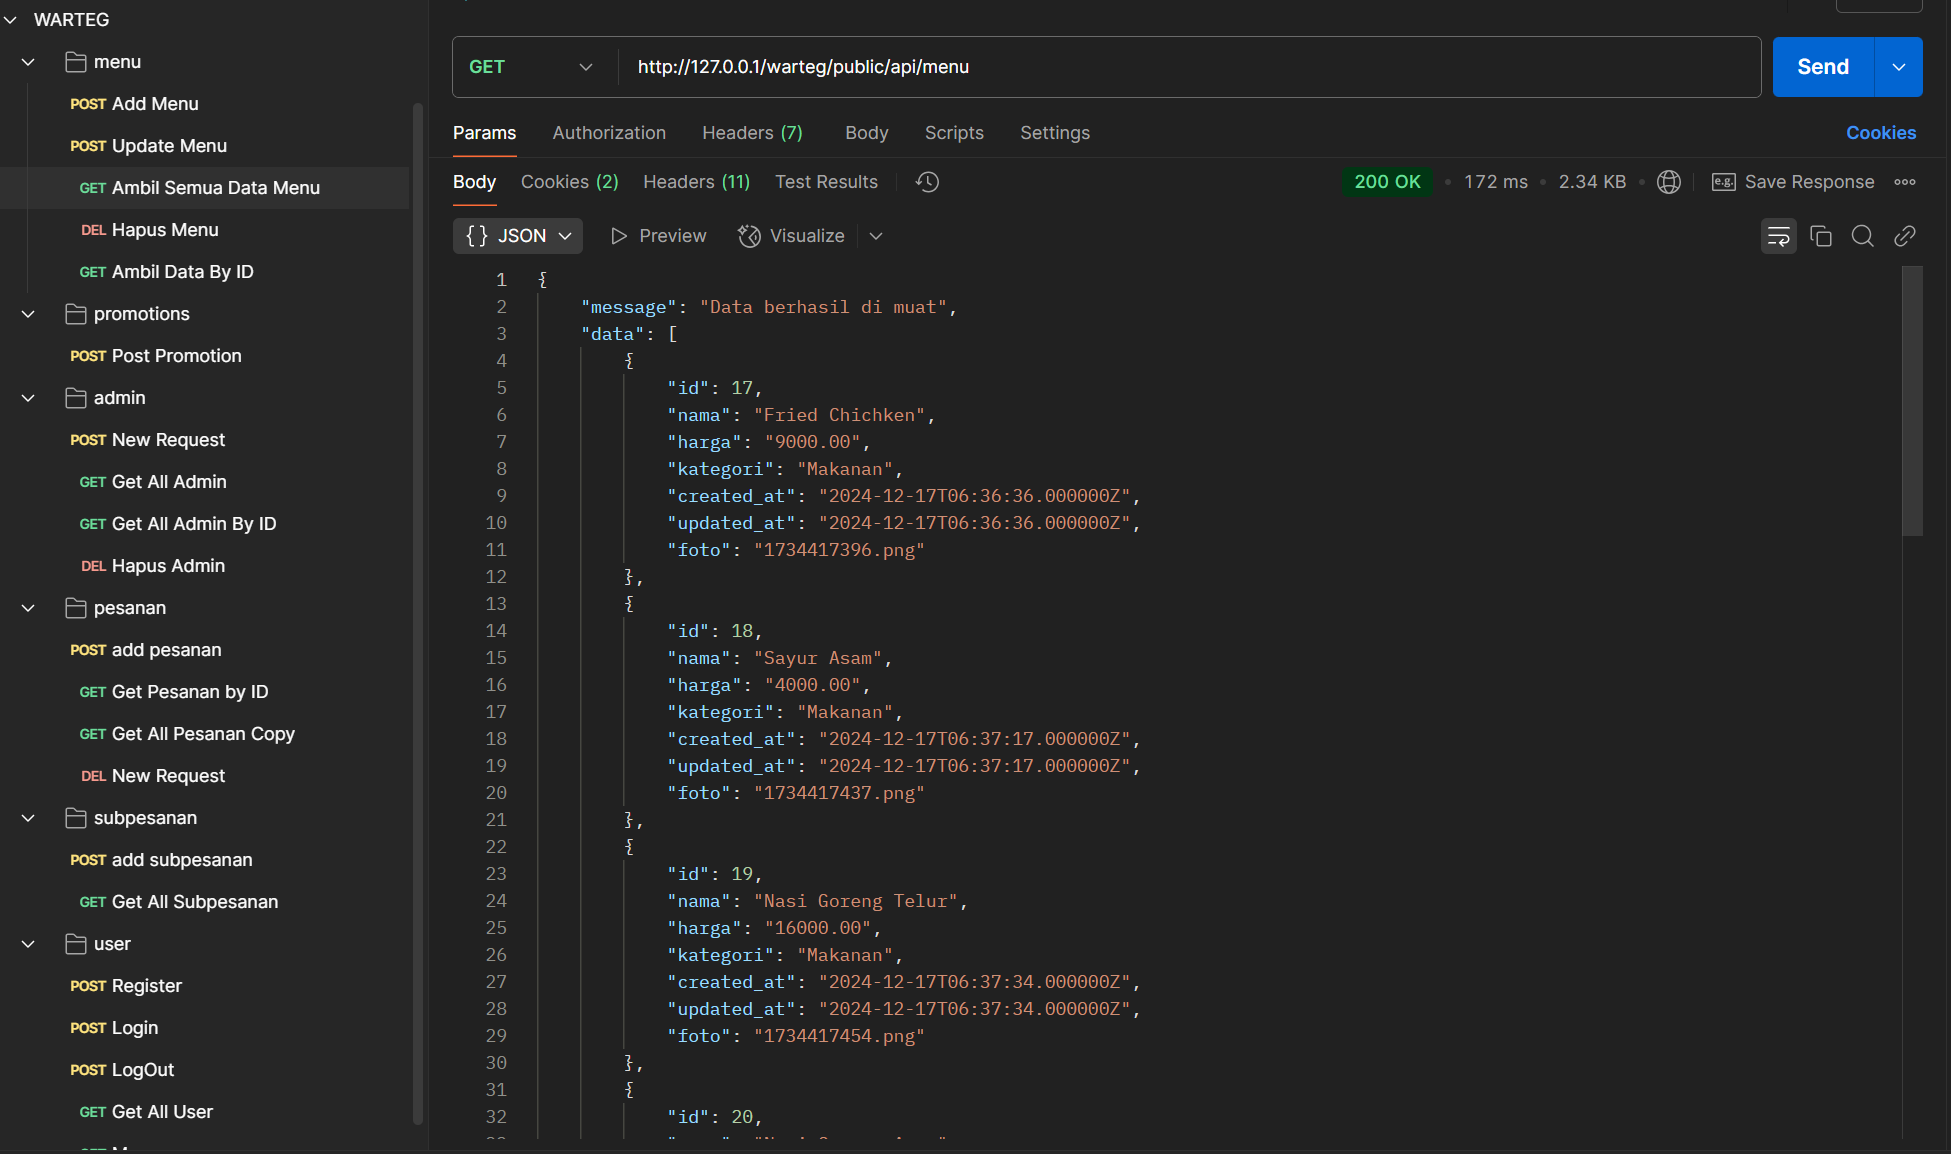 WARTEG
menu
POST Add Menu
POST Update Menu
GET Ambil Semua Data Menu
DEL Hapus Menu
GET Ambil Data By ID
promotions
POST Post Promotion
admin
POST New Request
GET Get All Admin
GET Get All Admin By ID
DEL Hapus Admin
pesanan
POST add pesanan
GET Get Pesanan by ID
GET Get All Pesanan Copy
DEL New Request
subpesanan
POST add subpesanan
GET Get All Subpesanan
user
POST Register
POST Login
POST LogOut
GET Get All User
GET http://127.0.0.1/warteg/public/api/menu Send
Params Authorization Headers (7) Body Scripts Settings Cookies
Body Cookies (2) Headers (11) Test Results 200 OK • 172 ms • 2.34 KB • e.g. Save Response
{} JSON Preview Visualize
1 {
2 "message": "Data berhasil di muat",
3 "data": [
4 {
5 "id": 17,
6 "nama": "Fried Chichken",
7 "harga": "9000.00",
8 "kategori": "Makanan",
9 "created_at": "2024-12-17T06:36:36.000000Z",
10 "updated_at": "2024-12-17T06:36:36.000000Z",
11 "foto": "1734417396.png"
12 },
13 {
14 "id": 18,
15 "nama": "Sayur Asam",
16 "harga": "4000.00",
17 "kategori": "Makanan",
18 "created_at": "2024-12-17T06:37:17.000000Z",
19 "updated_at": "2024-12-17T06:37:17.000000Z",
20 "foto": "1734417437.png"
21 },
22 {
23 "id": 19,
24 "nama": "Nasi Goreng Telur",
25 "harga": "16000.00",
26 "kategori": "Makanan",
27 "created_at": "2024-12-17T06:37:34.000000Z",
28 "updated_at": "2024-12-17T06:37:34.000000Z",
29 "foto": "1734417454.png"
30 },
31 {
32 "id": 20,